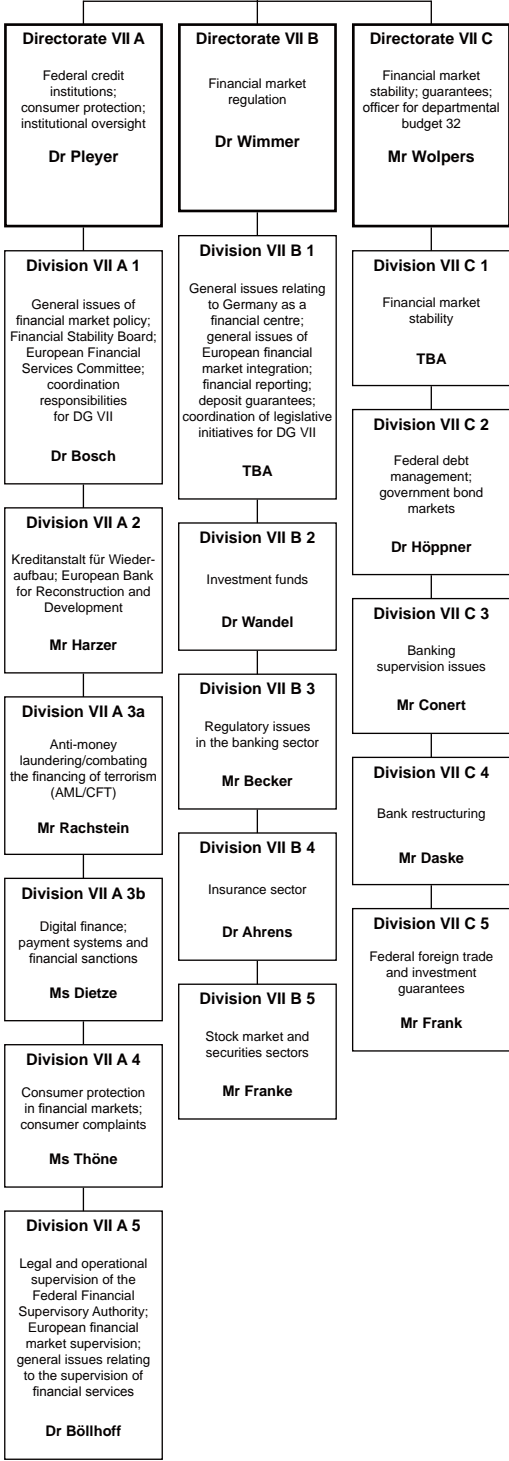 Directorate VII A
Federal credit
institutions;
consumer protection;
institutional oversight
Dr Pleyer
Division VII A 1
General issues of
financial market policy;
Financial Stability Board;
European Financial
Services Committee;
coordination
responsibilities
for DG VII
Dr Bosch
Division VII A 2
Kreditanstalt für Wieder-
aufbau; European Bank
for Reconstruction and
Development
Mr Harzer
Division VII A 3a
Anti-money
laundering/combating
the financing of terrorism
(AML/CFT)
Mr Rachstein
Division VII A 3b
Digital finance;
payment systems and
financial sanctions
Ms Dietze
Division VII A 4
Consumer protection
in financial markets;
consumer complaints
Ms Thöne
Division VII A 5
Legal and operational
supervision of the
Federal Financial
Supervisory Authority;
European financial
market supervision;
general issues relating
to the supervision of
financial services
Dr Böllhoff
Directorate VII B
Financial market
regulation
Dr Wimmer
Division VII B 1
General issues relating
to Germany as a
financial centre;
general issues of
European financial
market integration;
financial reporting;
deposit guarantees;
coordination of legislative
initiatives for DG VII
TBA
Division VII B 2
Investment funds
Dr Wandel
Division VII B 3
Regulatory issues
in the banking sector
Mr Becker
Division VII B 4
Insurance sector
Dr Ahrens
Division VII B 5
Stock market and
securities sectors
Mr Franke
Directorate VII C
Financial market
stability; guarantees;
officer for departmental
budget 32
Mr Wolpers
Division VII C 1
Financial market
stability
TBA
Division VII C 2
Federal debt
management;
government bond
markets
Dr Höppner
Division VII C 3
Banking
supervision issues
Mr Conert
Division VII C 4
Bank restructuring
Mr Daske
Division VII C 5
Federal foreign trade
and investment
guarantees
Mr Frank